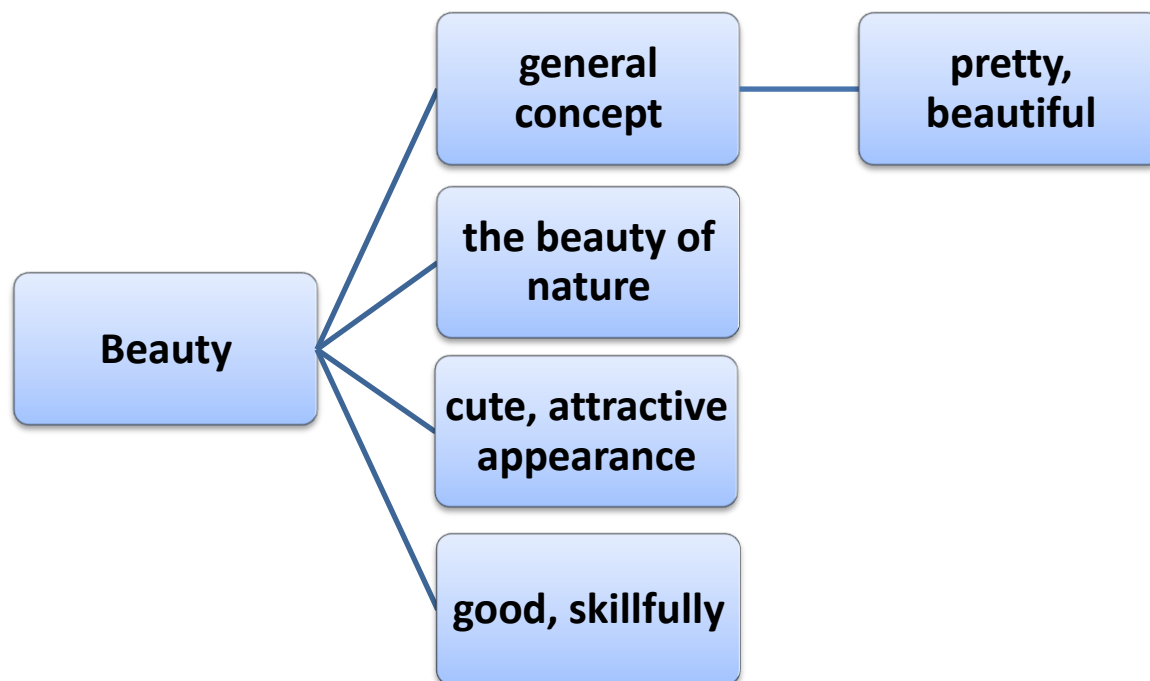 Beauty
general
concept
pretty,
beautiful
the beauty of
nature
cute, attractive
appearance
good, skillfully